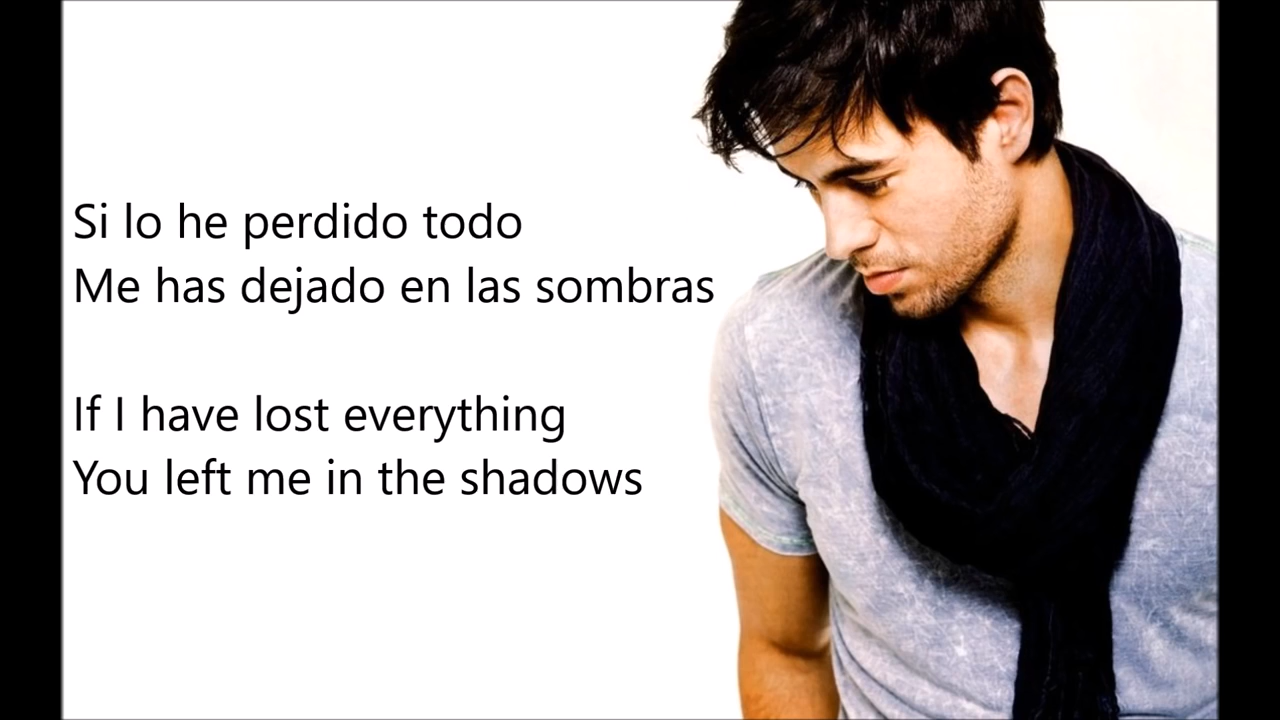 Si lo he perdido todo
Me has dejado en las sombras
If I have lost everything
You left me in the shadows